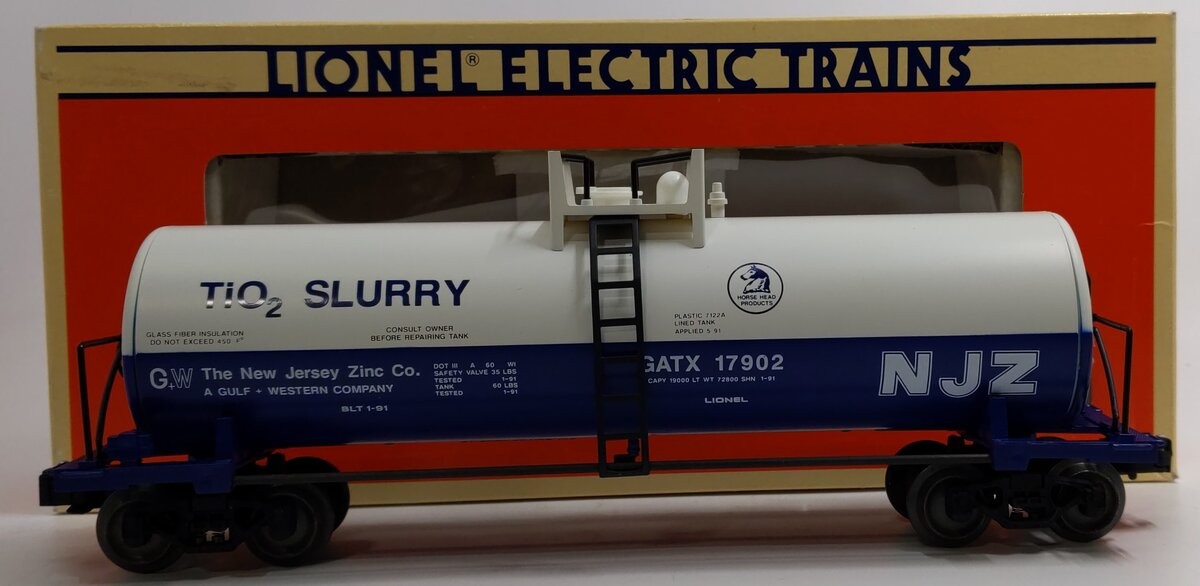 LIONEL® ELECTRIC TRAINS
TiO2 SLURRY
GLASS FIBER INSULATION
DO NOT EXCEED 450 F°
CONSULT OWNER
BEFORE REPAIRING TANK
HORSE HEAD
PRODUCTS
PLASTIC 7122A
LINED TANK
APPLIED 5 91
G+W The New Jersey Zinc Co.
A GULF + WESTERN COMPANY
BLT 1-91
DOT III A 60 WI
SAFETY VALVE 35 LBS
TESTED 1-91
TANK 60 LBS
TESTED 1-91
GATX 17902
CAPY 19000 LT WT 72800 SHN 1-91
LIONEL
NJZ